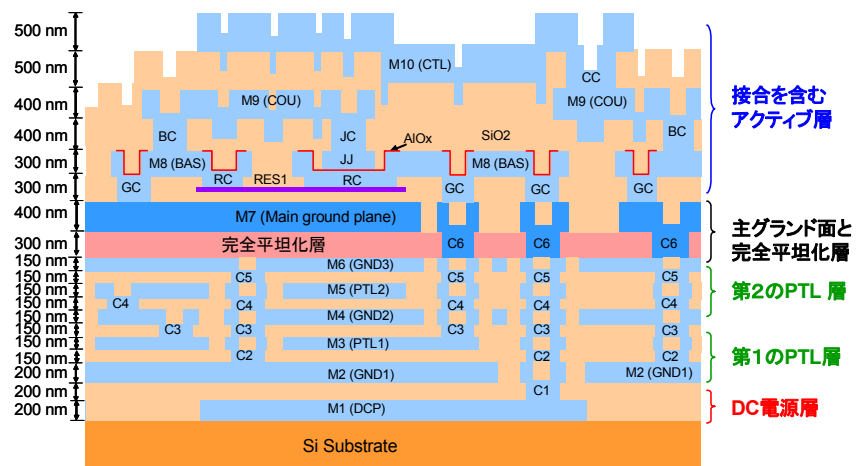 500 nm
500 nm
400 nm
400 nm
300 nm
300 nm
400 nm
300 nm
150 nm
150 nm
150 nm
150 nm
150 nm
150 nm
150 nm
150 nm
200 nm
200 nm
200 nm
M10 (CTL)
CC
M9 (COU)
M9 (COU)
BC
JC
AlOx
SiO2
BC
M8 (BAS)
JJ
M8 (BAS)
GC
RC
RES1
RC
GC
GC
GC
M7 (Main ground plane)
完全平坦化層
C6
C6
C6
M6 (GND3)
C5
C5
C5
C5
M5 (PTL2)
C4
C4
C4
C4
C4
M4 (GND2)
C3
C3
C3
C3
M3 (PTL1)
C2
C2
C2
M2 (GND1)
M2 (GND1)
C1
M1 (DCP)
Si Substrate
接合を含む
アクティブ層
主グランド面と
完全平坦化層
第2のPTL 層
第1のPTL層
DC電源層